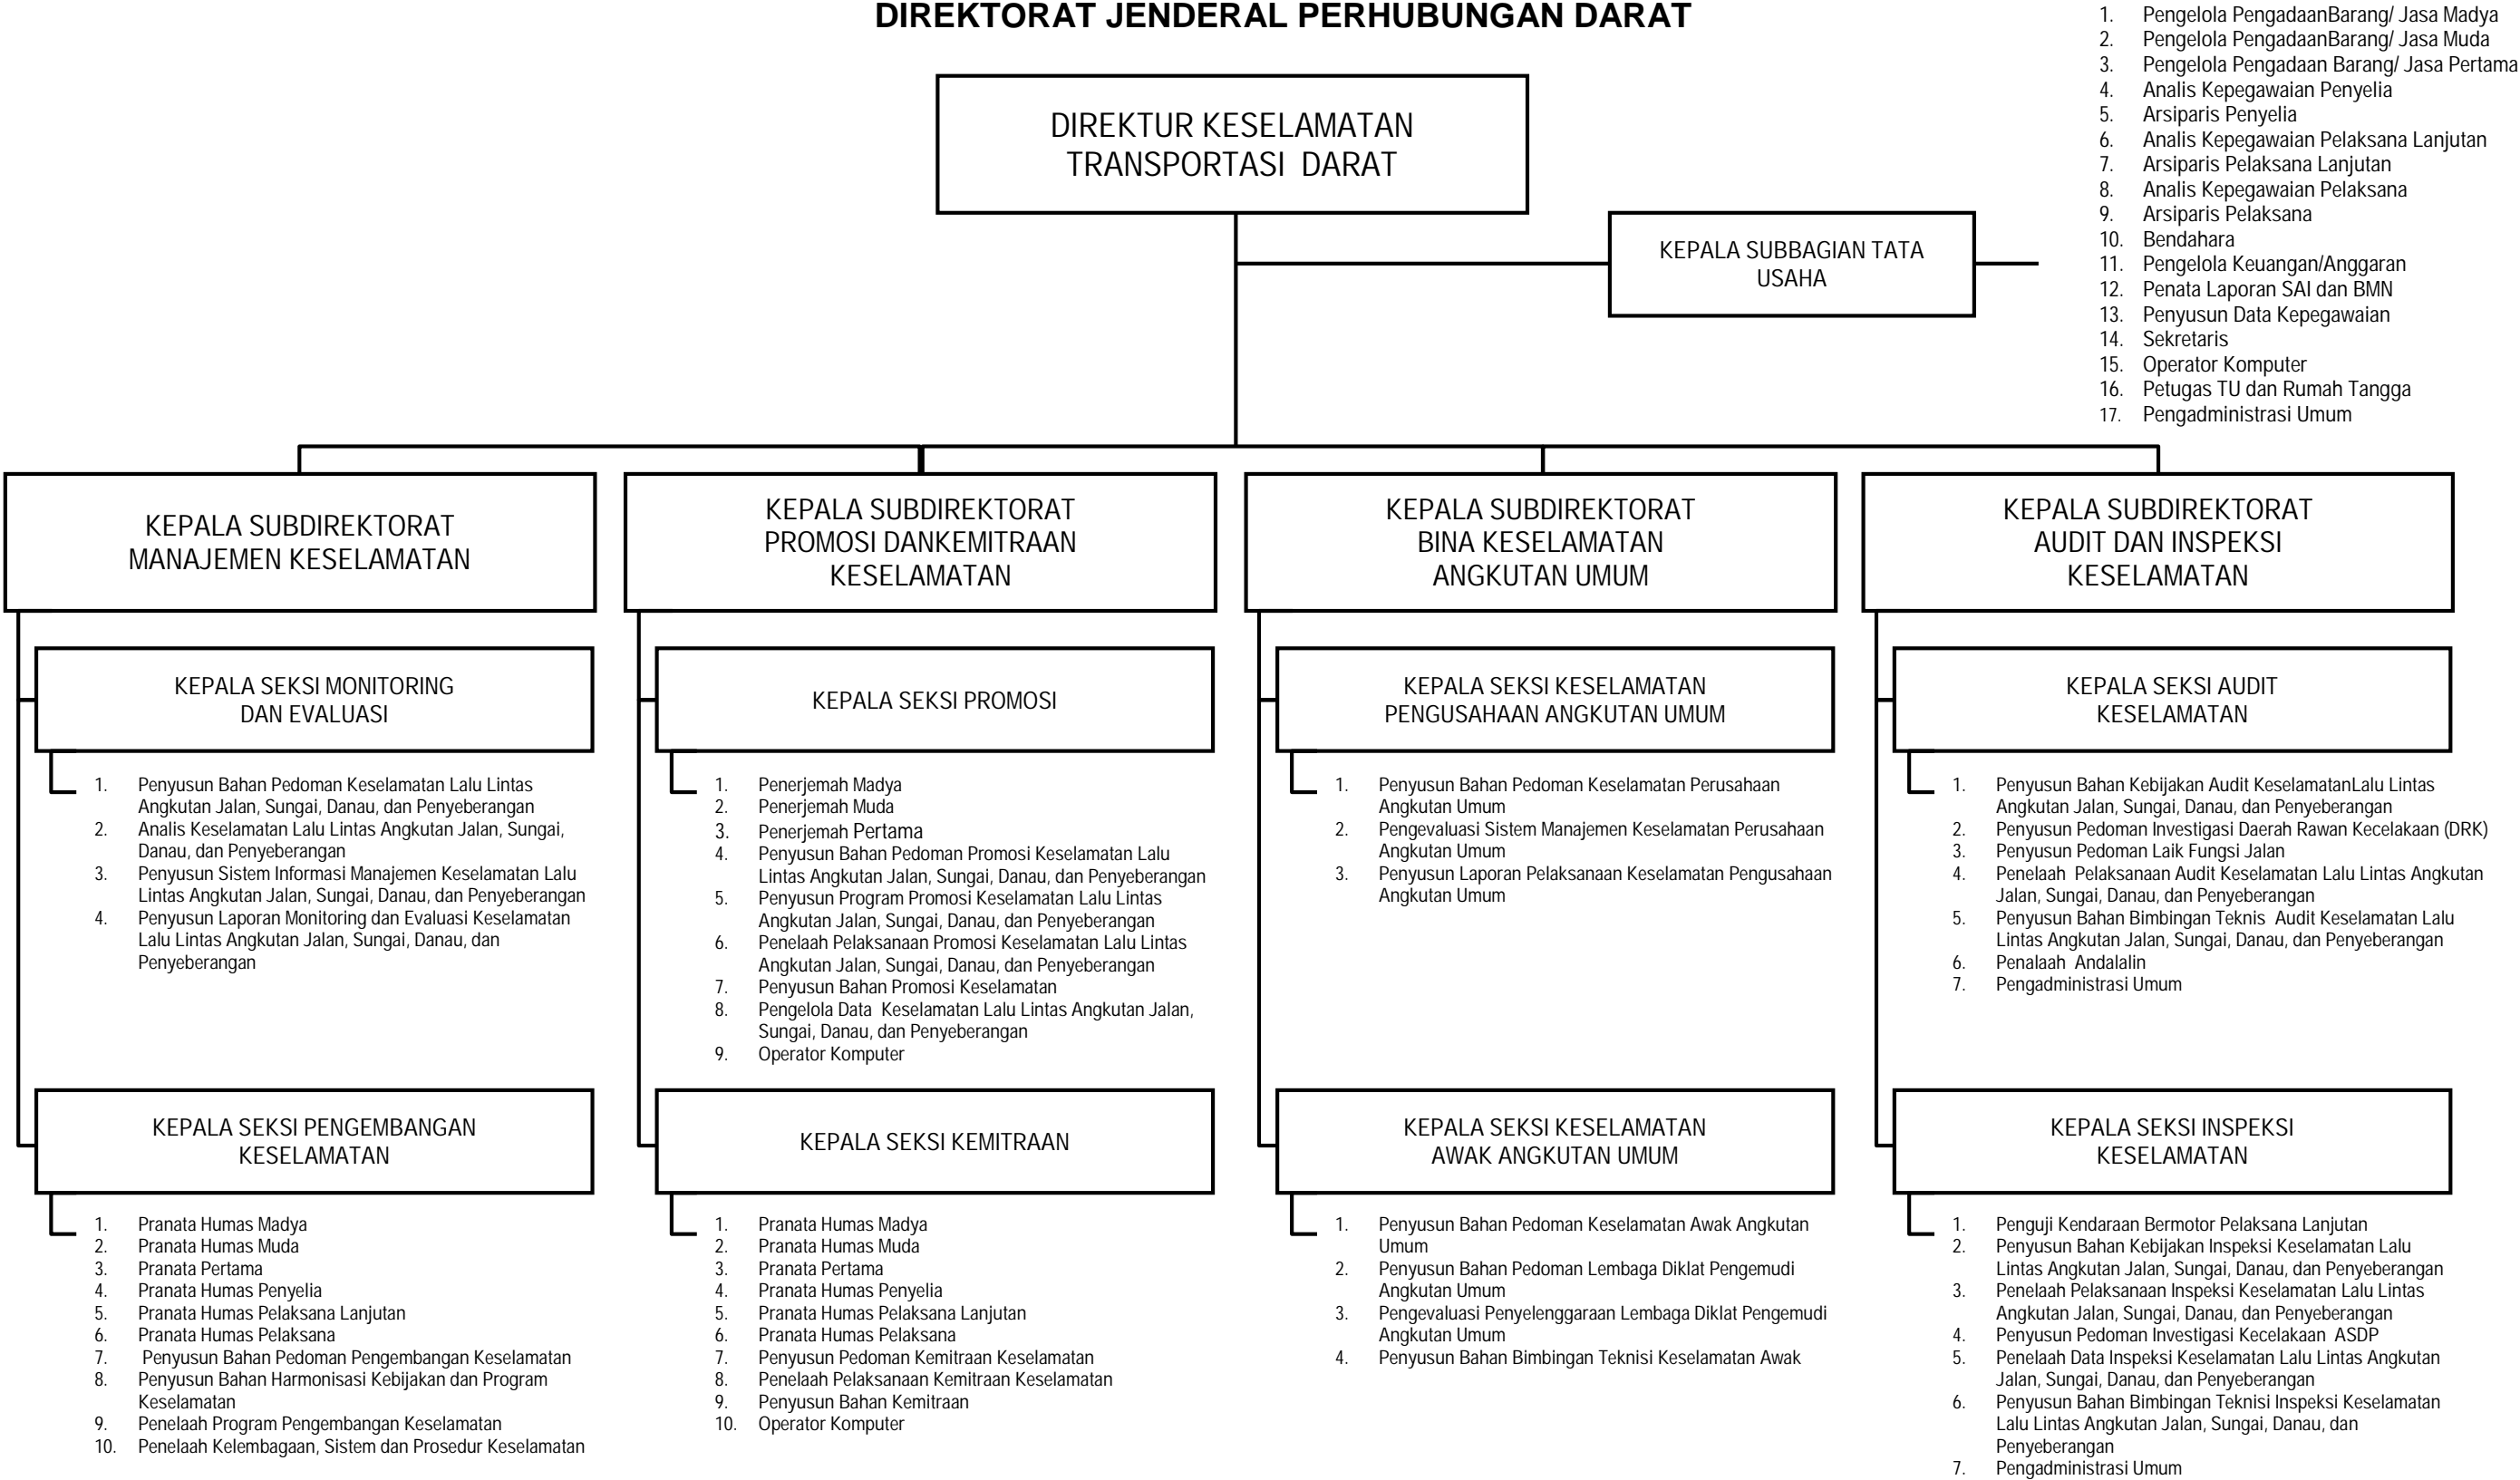 DIREKTORAT JENDERAL PERHUBUNGAN DARAT
DIREKTUR KESELAMATAN
TRANSPORTASI DARAT
KEPALA SUBBAGIAN TATA
USAHA
1. Pengelola PengadaanBarang/ Jasa Madya
2. Pengelola PengadaanBarang/ Jasa Muda
3. Pengelola Pengadaan Barang/ Jasa Pertama
4. Analis Kepegawaian Penyelia
5. Arsiparis Penyelia
6. Analis Kepegawaian Pelaksana Lanjutan
7. Arsiparis Pelaksana Lanjutan
8. Analis Kepegawaian Pelaksana
9. Arsiparis Pelaksana
10. Bendahara
11. Pengelola Keuangan/Anggaran
12. Penata Laporan SAI dan BMN
13. Penyusun Data Kepegawaian
14. Sekretaris
15. Operator Komputer
16. Petugas TU dan Rumah Tangga
17. Pengadministrasi Umum
KEPALA SUBDIREKTORAT
MANAJEMEN KESELAMATAN
KEPALA SEKSI MONITORING
DAN EVALUASI
1. Penyusun Bahan Pedoman Keselamatan Lalu Lintas
Angkutan Jalan, Sungai, Danau, dan Penyeberangan
2. Analis Keselamatan Lalu Lintas Angkutan Jalan, Sungai,
Danau, dan Penyeberangan
3. Penyusun Sistem Informasi Manajemen Keselamatan Lalu
Lintas Angkutan Jalan, Sungai, Danau, dan Penyeberangan
4. Penyusun Laporan Monitoring dan Evaluasi Keselamatan
Lalu Lintas Angkutan Jalan, Sungai, Danau, dan
Penyeberangan
KEPALA SEKSI PENGEMBANGAN
KESELAMATAN
1. Pranata Humas Madya
2. Pranata Humas Muda
3. Pranata Pertama
4. Pranata Humas Penyelia
5. Pranata Humas Pelaksana Lanjutan
6. Pranata Humas Pelaksana
7. Penyusun Bahan Pedoman Pengembangan Keselamatan
8. Penyusun Bahan Harmonisasi Kebijakan dan Program
Keselamatan
9. Penelaah Program Pengembangan Keselamatan
10. Penelaah Kelembagaan, Sistem dan Prosedur Keselamatan
KEPALA SUBDIREKTORAT
PROMOSI DANKEMITRAAN
KESELAMATAN
KEPALA SEKSI PROMOSI
1. Penerjemah Madya
2. Penerjemah Muda
3. Penerjemah Pertama
4. Penyusun Bahan Pedoman Promosi Keselamatan Lalu
Lintas Angkutan Jalan, Sungai, Danau, dan Penyeberangan
5. Penyusun Program Promosi Keselamatan Lalu Lintas
Angkutan Jalan, Sungai, Danau, dan Penyeberangan
6. Penelaah Pelaksanaan Promosi Keselamatan Lalu Lintas
Angkutan Jalan, Sungai, Danau, dan Penyeberangan
7. Penyusun Bahan Promosi Keselamatan
8. Pengelola Data Keselamatan Lalu Lintas Angkutan Jalan,
Sungai, Danau, dan Penyeberangan
9. Operator Komputer
KEPALA SEKSI KEMITRAAN
1. Pranata Humas Madya
2. Pranata Humas Muda
3. Pranata Pertama
4. Pranata Humas Penyelia
5. Pranata Humas Pelaksana Lanjutan
6. Pranata Humas Pelaksana
7. Penyusun Pedoman Kemitraan Keselamatan
8. Penelaah Pelaksanaan Kemitraan Keselamatan
9. Penyusun Bahan Kemitraan
10. Operator Komputer
KEPALA SUBDIREKTORAT
BINA KESELAMATAN
ANGKUTAN UMUM
KEPALA SEKSI KESELAMATAN
PENGUSAHAAN ANGKUTAN UMUM
1. Penyusun Bahan Pedoman Keselamatan Perusahaan
Angkutan Umum
2. Pengevaluasi Sistem Manajemen Keselamatan Perusahaan
Angkutan Umum
3. Penyusun Laporan Pelaksanaan Keselamatan Pengusahaan
Angkutan Umum
KEPALA SEKSI KESELAMATAN
AWAK ANGKUTAN UMUM
1. Penyusun Bahan Pedoman Keselamatan Awak Angkutan
Umum
2. Penyusun Bahan Pedoman Lembaga Diklat Pengemudi
Angkutan Umum
3. Pengevaluasi Penyelenggaraan Lembaga Diklat Pengemudi
Angkutan Umum
4. Penyusun Bahan Bimbingan Teknisi Keselamatan Awak
KEPALA SUBDIREKTORAT
AUDIT DAN INSPEKSI
KESELAMATAN
KEPALA SEKSI AUDIT
KESELAMATAN
1. Penyusun Bahan Kebijakan Audit KeselamatanLalu Lintas
Angkutan Jalan, Sungai, Danau, dan Penyeberangan
2. Penyusun Pedoman Investigasi Daerah Rawan Kecelakaan (DRK)
3. Penyusun Pedoman Laik Fungsi Jalan
4. Penelaah Pelaksanaan Audit Keselamatan Lalu Lintas Angkutan
Jalan, Sungai, Danau, dan Penyeberangan
5. Penyusun Bahan Bimbingan Teknis Audit Keselamatan Lalu
Lintas Angkutan Jalan, Sungai, Danau, dan Penyeberangan
6. Penalaah Andalalin
7. Pengadministrasi Umum
KEPALA SEKSI INSPEKSI
KESELAMATAN
1. Penguji Kendaraan Bermotor Pelaksana Lanjutan
2. Penyusun Bahan Kebijakan Inspeksi Keselamatan Lalu
Lintas Angkutan Jalan, Sungai, Danau, dan Penyeberangan
3. Penelaah Pelaksanaan Inspeksi Keselamatan Lalu Lintas
Angkutan Jalan, Sungai, Danau, dan Penyeberangan
4. Penyusun Pedoman Investigasi Kecelakaan ASDP
5. Penelaah Data Inspeksi Keselamatan Lalu Lintas Angkutan
Jalan, Sungai, Danau, dan Penyeberangan
6. Penyusun Bahan Bimbingan Teknisi Inspeksi Keselamatan
Lalu Lintas Angkutan Jalan, Sungai, Danau, dan
Penyeberangan
7. Pengadministrasi Umum